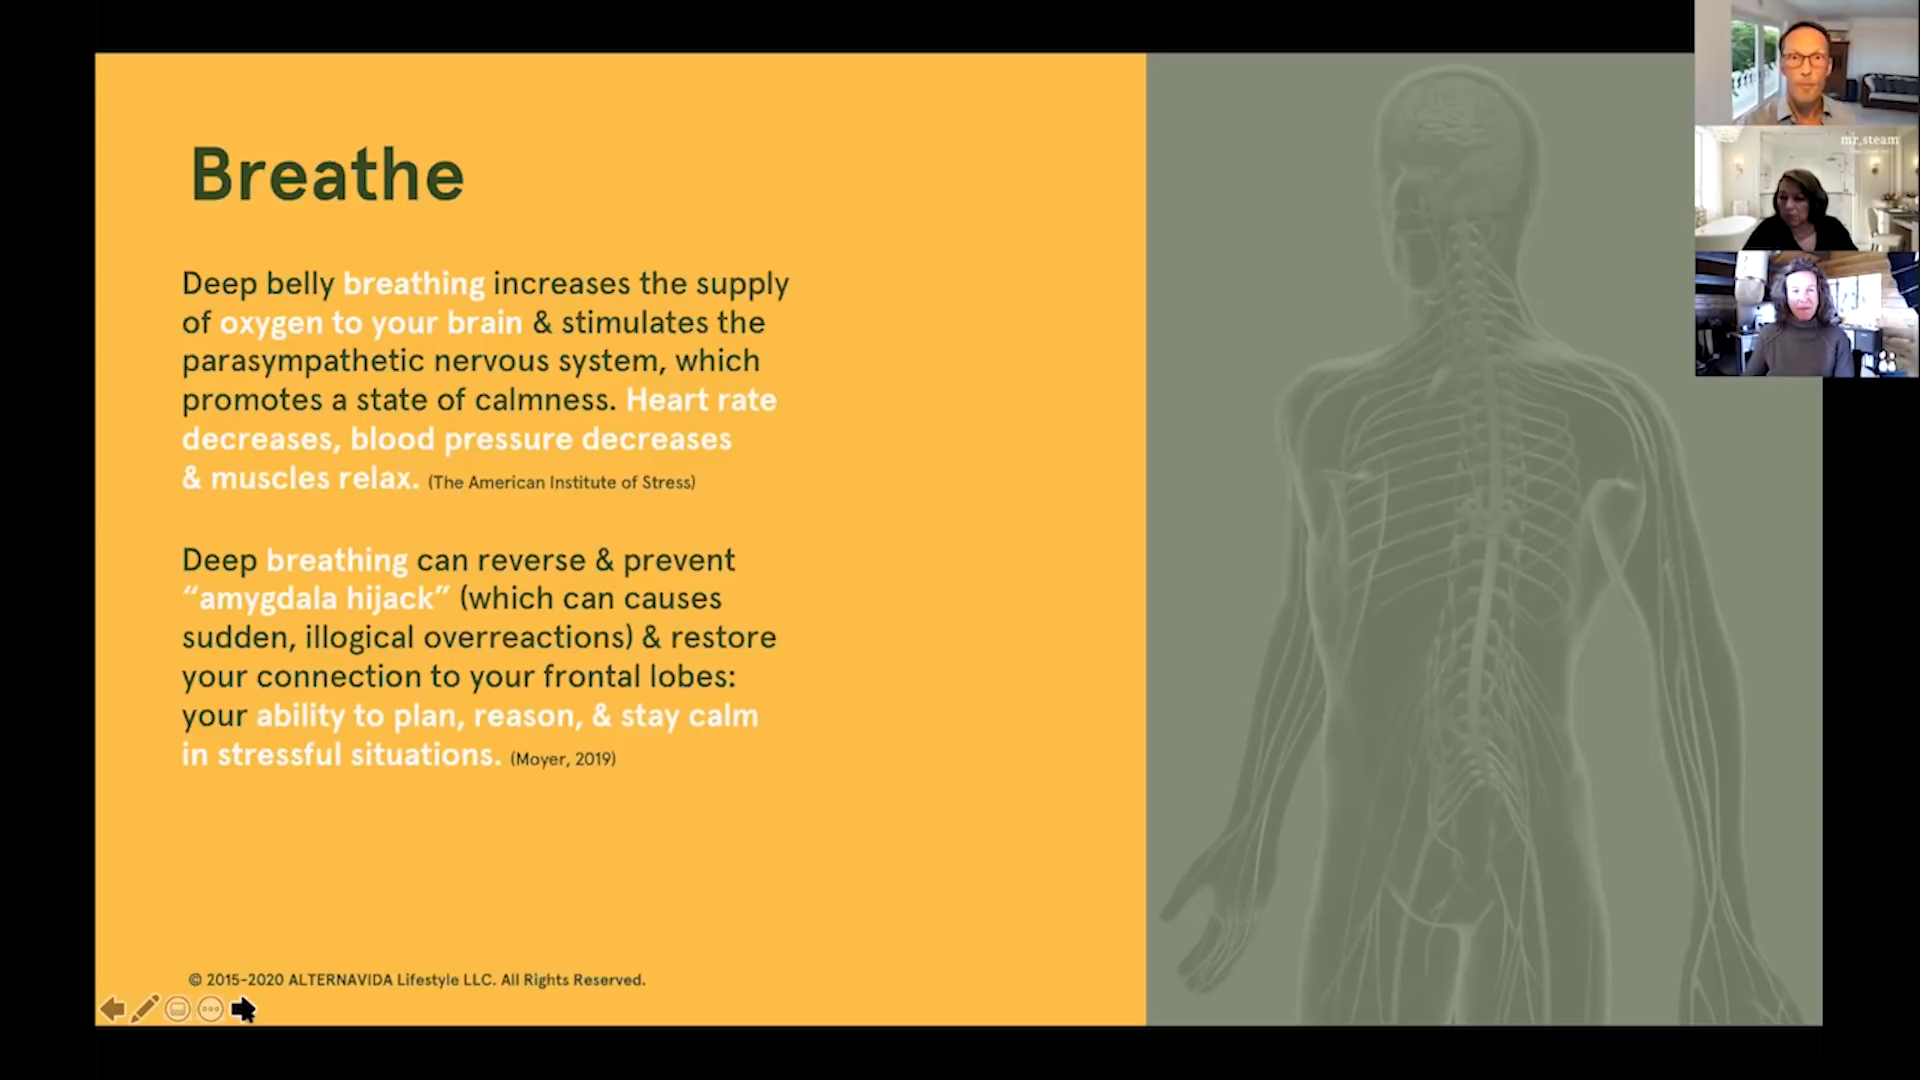 Breathe
Deep belly breathing increases the supply
of oxygen to your brain & stimulates the
parasympathetic nervous system, which
promotes a state of calmness. Heart rate
decreases, blood pressure decreases
& muscles relax. (The American Institute of Stress)
Deep breathing can reverse & prevent
“amygdala hijack” (which can causes
sudden, illogical overreactions) & restore
your connection to your frontal lobes:
your ability to plan, reason, & stay calm
in stressful situations. (Moyer, 2019)
© 2015-2020 ALTERNAVIDA Lifestyle LLC. All Rights Reserved.
mr.steam